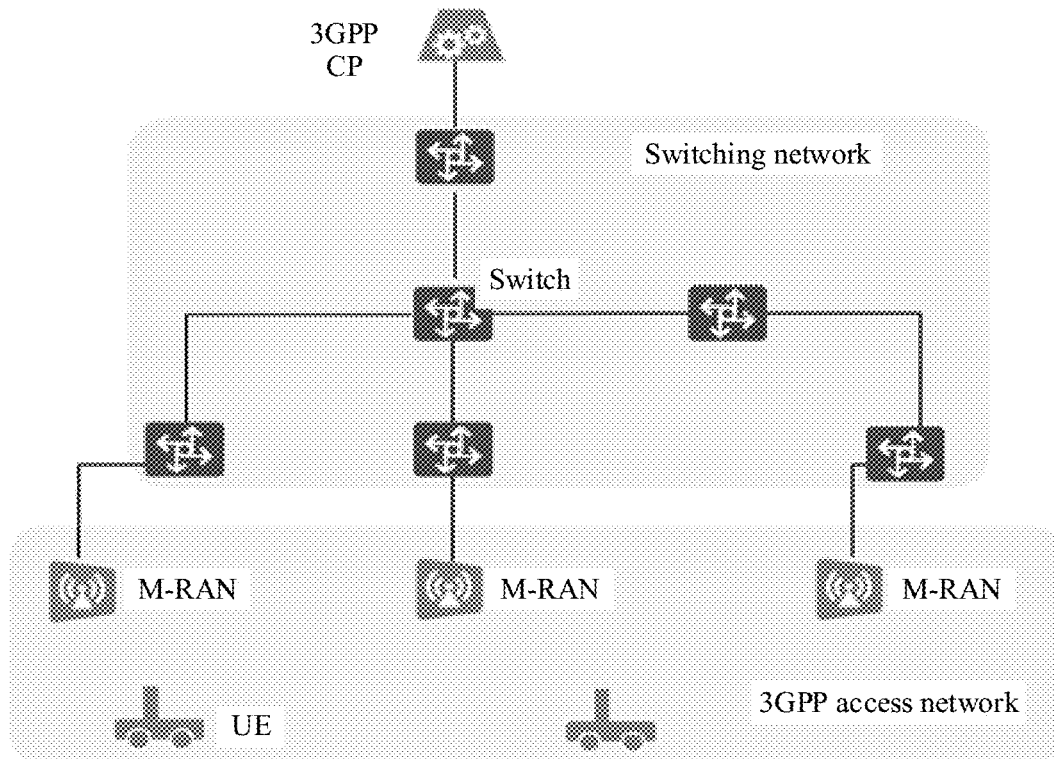 3GPP
CP
Switching network
Switch
M-RAN
M-RAN
M-RAN
3GPP access network
UE